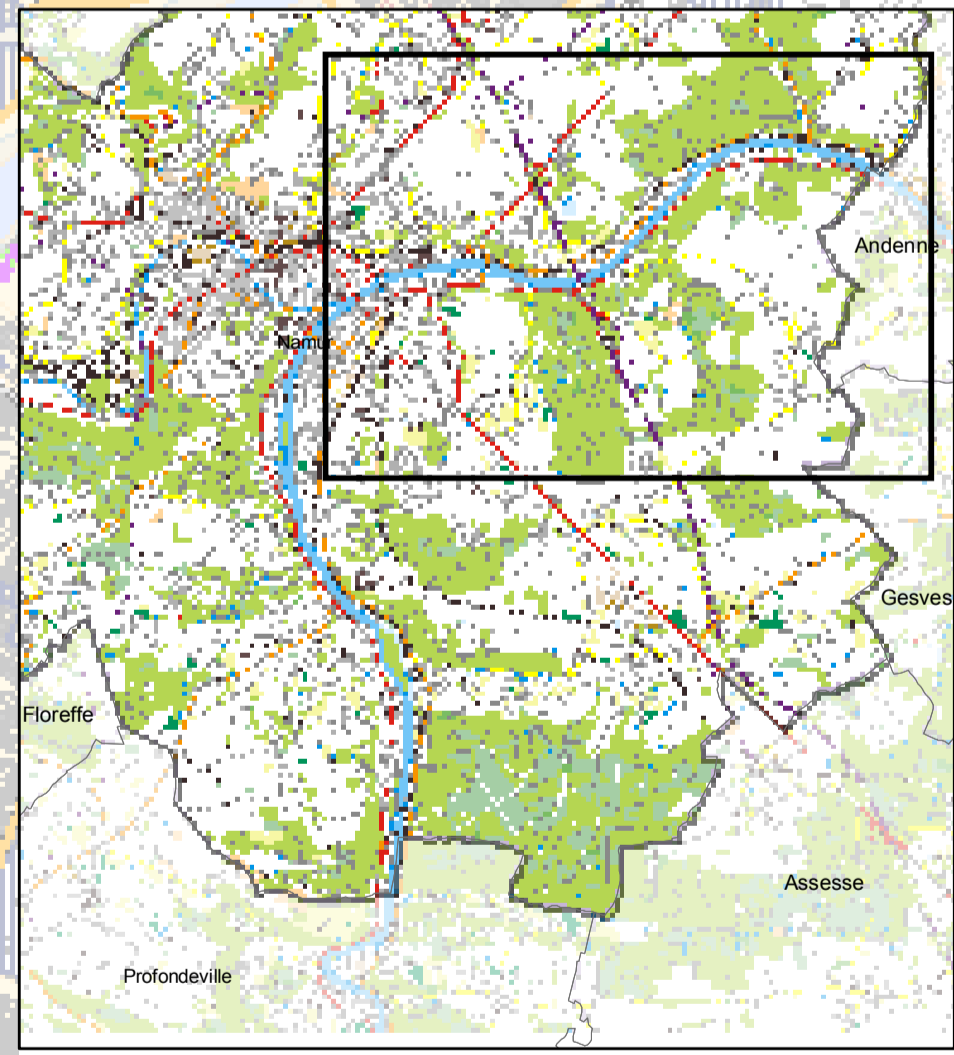 Andenne
Namur
Gesves
Floreffe
Assesse
Profondeville